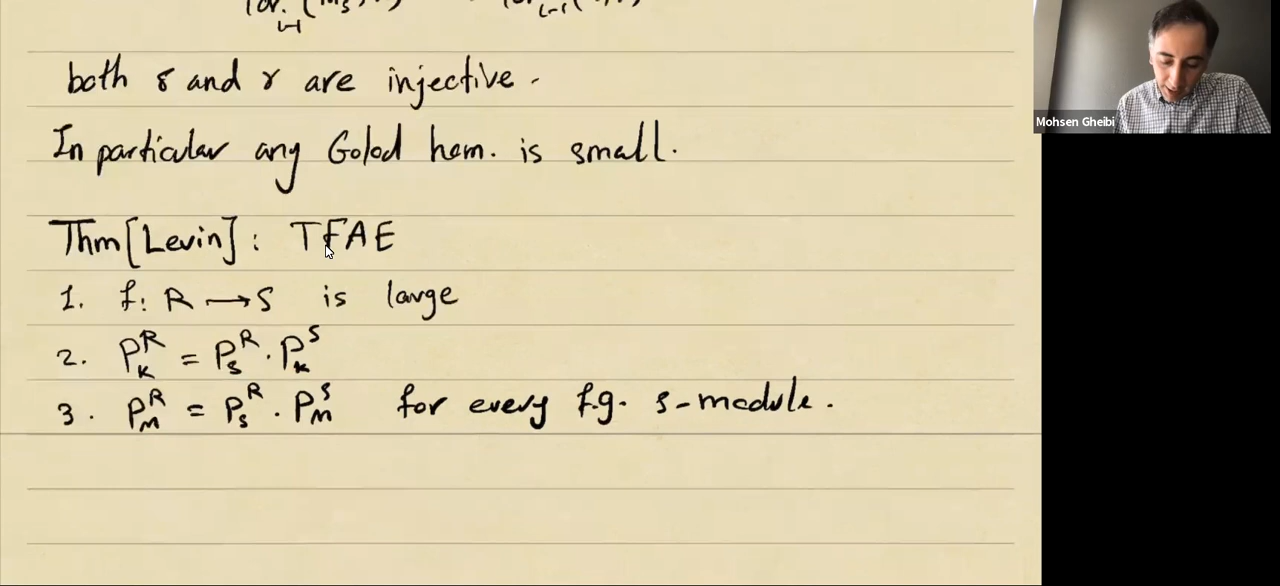 both δ and γ are injective.
In particular any Golod hom. is small.
Thm [Levin] : TFAE
1. f: R → S is large
2. P^R_K = P^R_S · P^S_K
3. P^R_M = P^R_S · P^S_M for every f.g. S-module.
Mohsen Gheibi